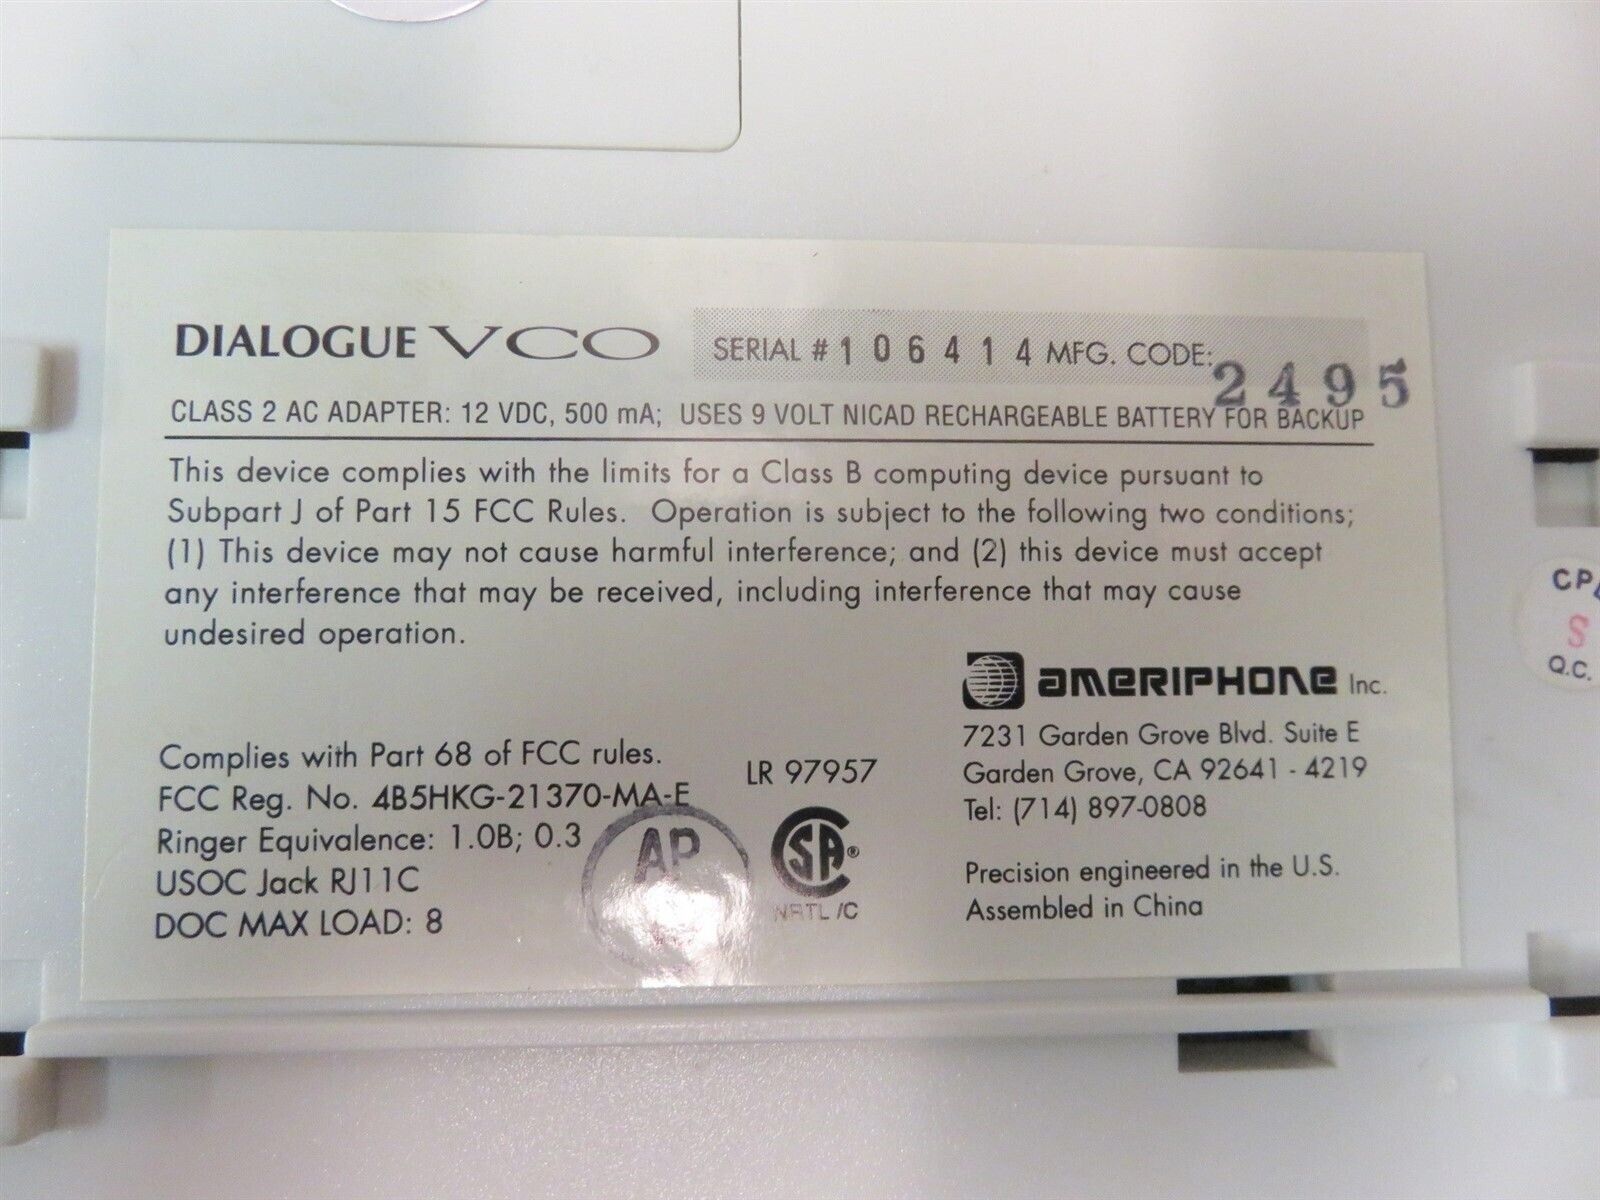 DIALOGUE VCO SERIAL # 106414 MFG. CODE: 2495
CLASS 2 AC ADAPTER: 12 VDC, 500 mA; USES 9 VOLT NICAD RECHARGEABLE BATTERY FOR BACKUP
This device complies with the limits for a Class B computing device pursuant to
Subpart J of Part 15 FCC Rules. Operation is subject to the following two conditions;
(1) This device may not cause harmful interference; and (2) this device must accept
any interference that may be received, including interference that may cause
undesired operation.
Complies with Part 68 of FCC rules.
FCC Reg. No. 4B5HKG-21370-MA-E
Ringer Equivalence: 1.0B; 0.3
USOC Jack RJ11C
DOC MAX LOAD: 8
AP
LR 97957
SA®
NRTL /C
AMERIPHONE Inc.
7231 Garden Grove Blvd. Suite E
Garden Grove, CA 92641 - 4219
Tel: (714) 897-0808
Precision engineered in the U.S.
Assembled in China
S
Q.C.